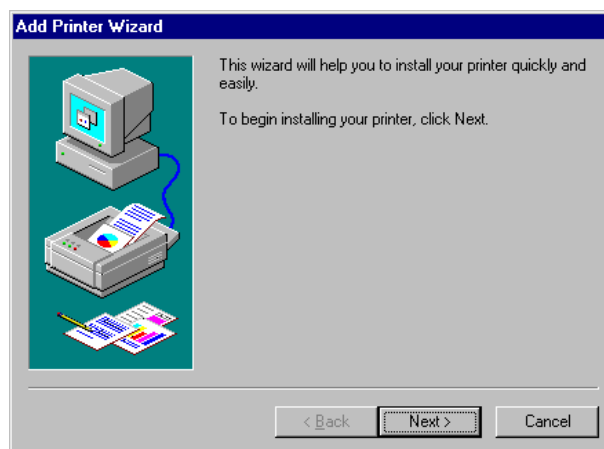 Add Printer Wizard
This wizard will help you to install your printer quickly and
easily.
To begin installing your printer, click Next.
< Back
Next >
Cancel